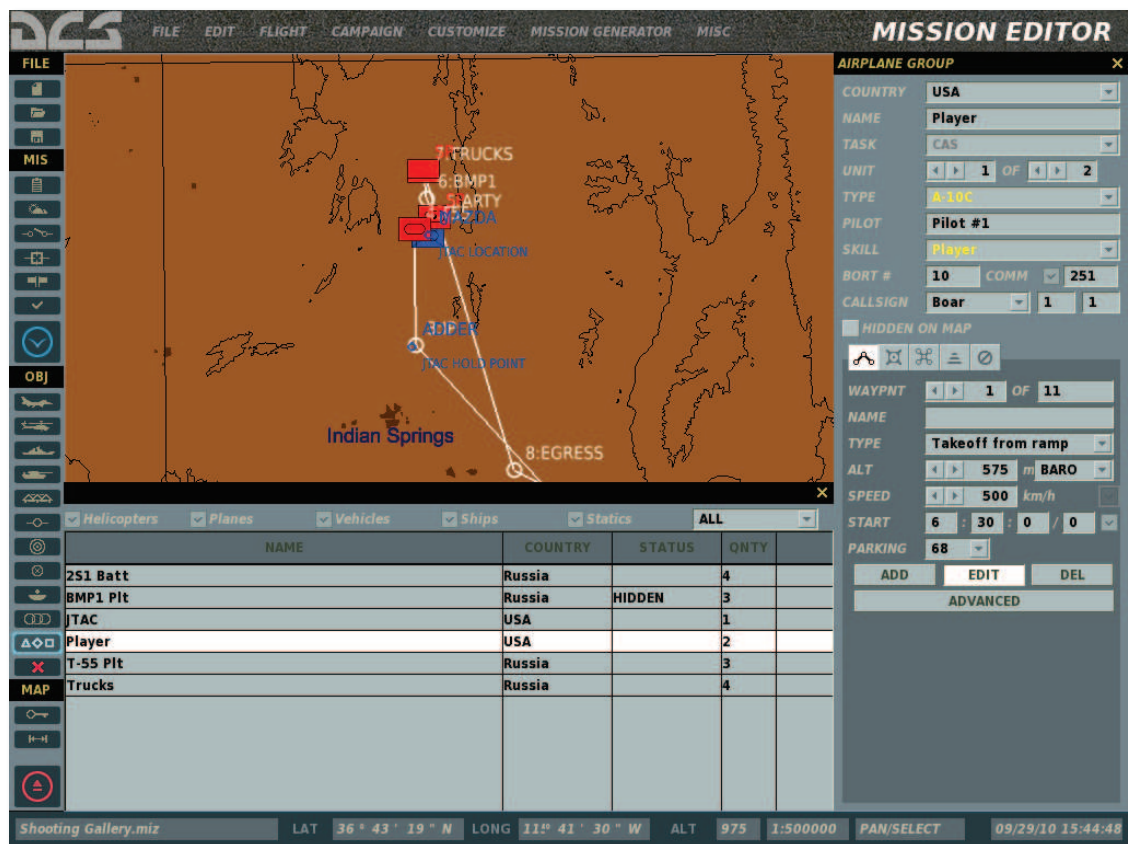 DCS FILE EDIT FLIGHT CAMPAIGN CUSTOMIZE MISSION GENERATOR MISC MISSION EDITOR
FILE
MIS
OBJ
MAP
7:TRUCKS
6:BMP1
MAZDA
JTAC LOCATION
ADDER
JTAC HOLD POINT
Indian Springs
8:EGRESS
Helicopters Planes Vehicles Ships Statics ALL
NAME COUNTRY STATUS QNTY
2S1 Batt Russia 4
BMP1 Plt Russia HIDDEN 3
JTAC USA 1
Player USA 2
T-55 Plt Russia 3
Trucks Russia 4
AIRPLANE GROUP
COUNTRY USA
NAME Player
TASK CAS
UNIT 1 OF 2
TYPE A-10C
PILOT Pilot #1
SKILL Player
BORT # 10 COMM 251
CALLSIGN Boar 1 1
HIDDEN ON MAP
WAYPNT 1 OF 11
NAME
TYPE Takeoff from ramp
ALT 575 m BARO
SPEED 500 km/h
START 6 : 30 : 0 / 0
PARKING 68
ADD EDIT DEL
ADVANCED
Shooting Gallery.miz LAT 36 ° 43 ' 19 " N LONG 41 ' 30 " W ALT 975 1:500000 PAN/SELECT 09/29/10 15:44:48